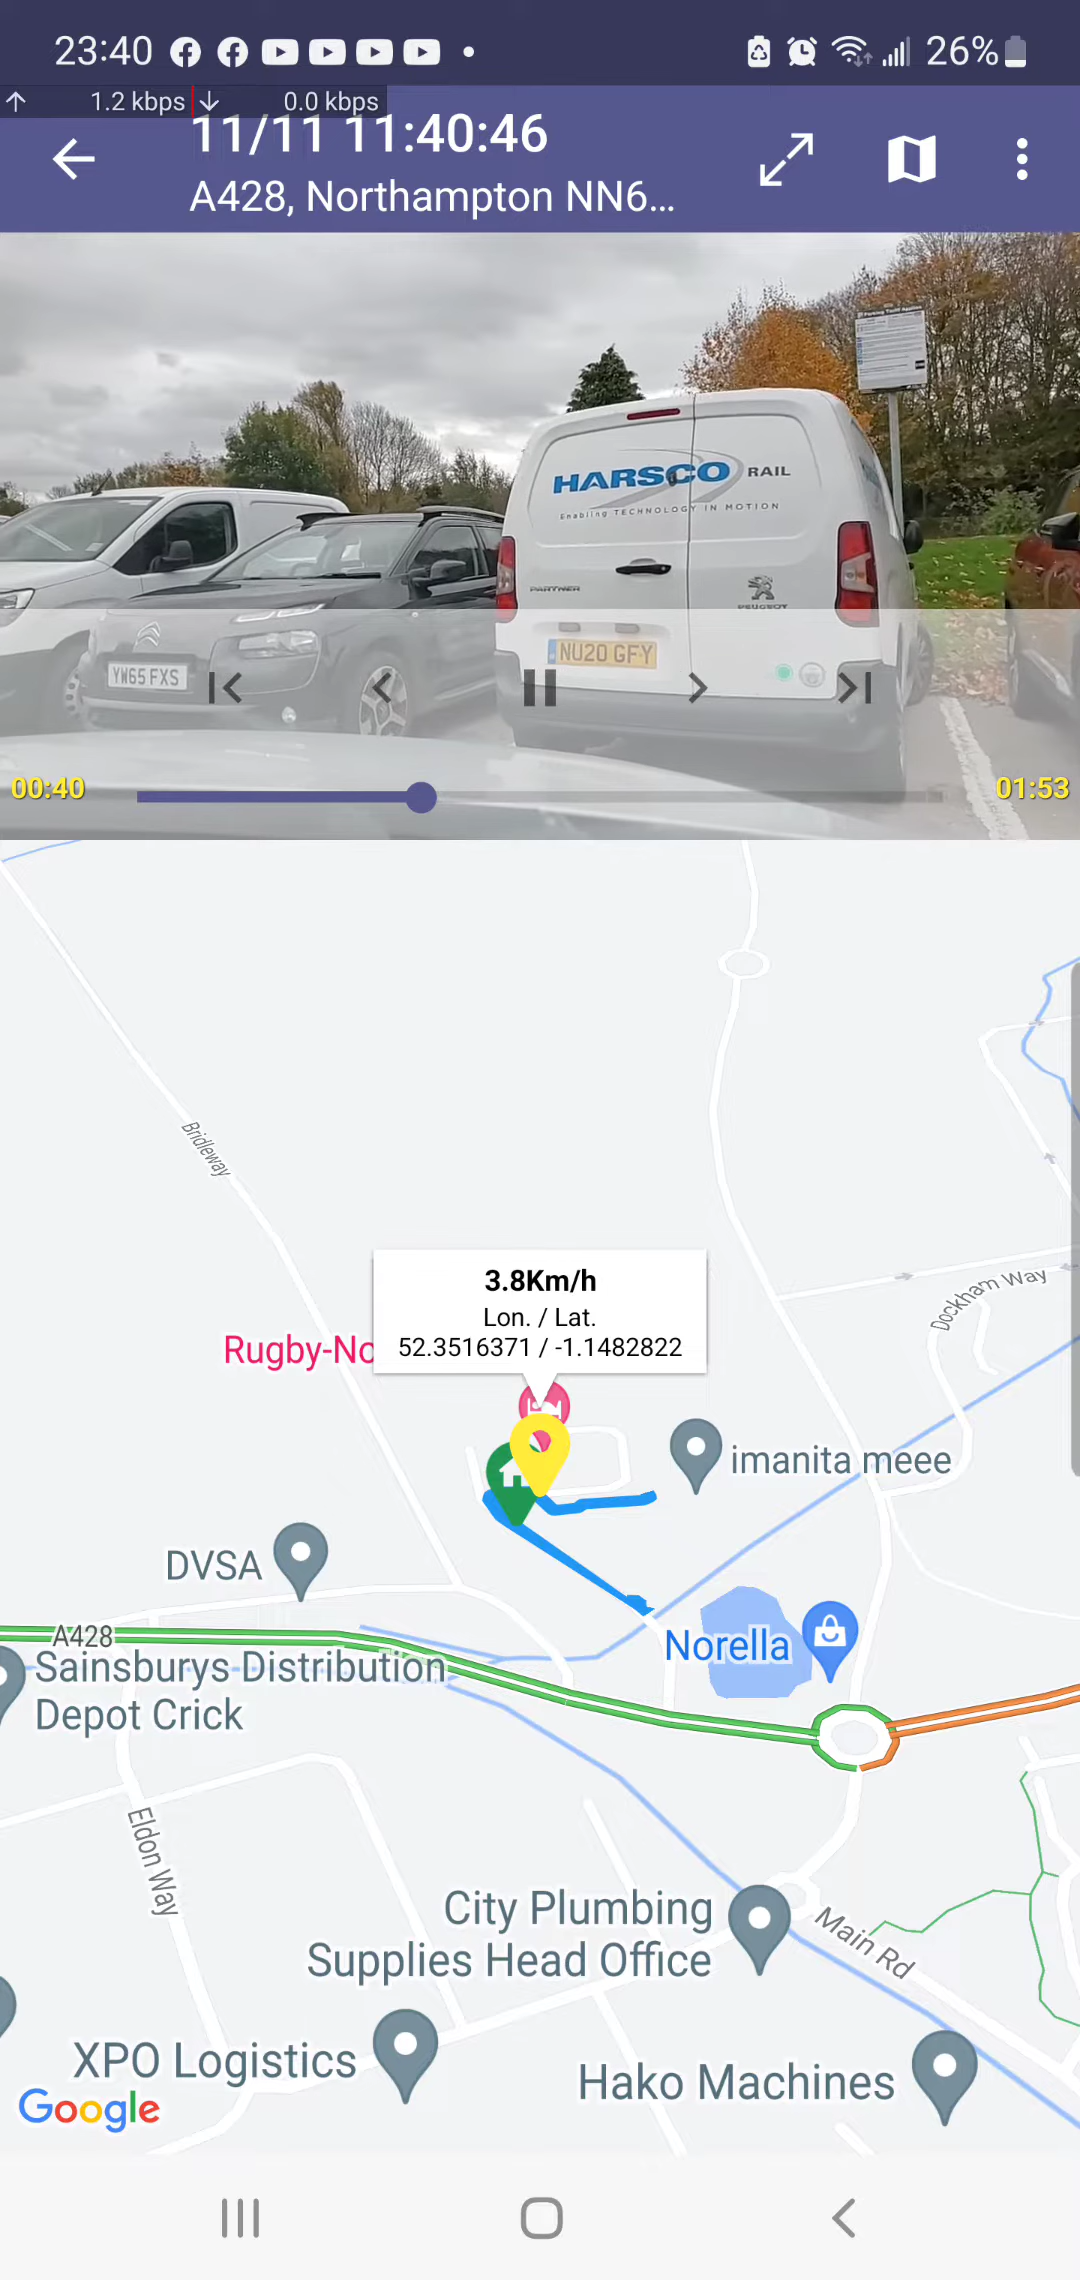 23:40
26%
1.2 kbps
0.0 kbps
11/11 11:40:46
A428, Northampton NN6...
HARSCO RAIL
Enabling TECHNOLOGY IN MOTION
PARTNER
PEUGEOT
NU20 GFY
YW65 FXS
00:40
01:53
Bridleway
3.8Km/h
Lon. / Lat.
52.3516371 / -1.1482822
Rugby-No
Dockham Way
imanita meee
DVSA
A428
Norella
Sainsburys Distribution
Depot Crick
Eldon Way
City Plumbing
Supplies Head Office
Main Rd
XPO Logistics
Hako Machines
Google